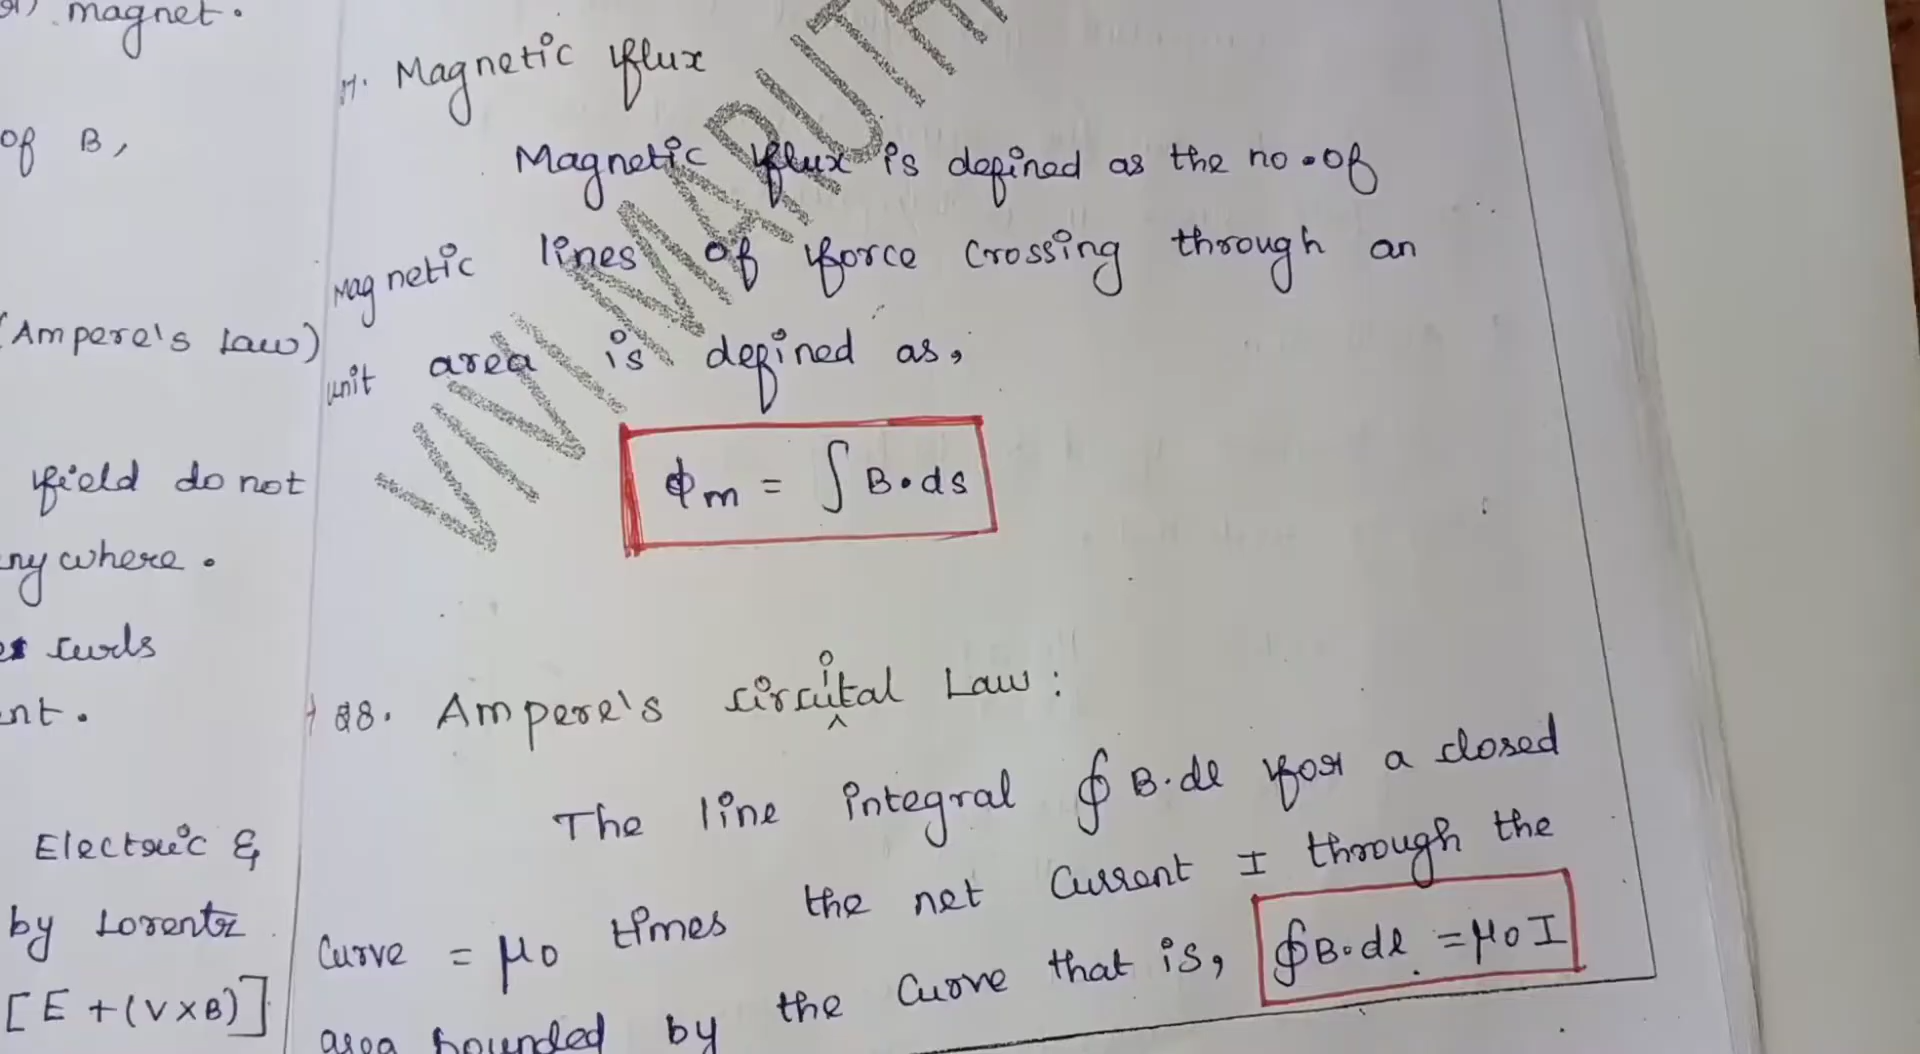 magnet.
of B,
(Ampere's Law)
field do not
where.
curls
Electric &
by Lorentz
[E + (V×B)]
Magnetic flux
Magnetic flux is defined as the no. of
Magnetic lines of force crossing through an
unit area is defined as,
ϕm = ∫ B·ds
28. Ampere's circuital Law:
The line integral ∮ B·dl for a closed
Curve = μ0 times the net Current I through the
area bounded by the Curve that is, ∮B·dl = μ0 I
VIVI MARUTH